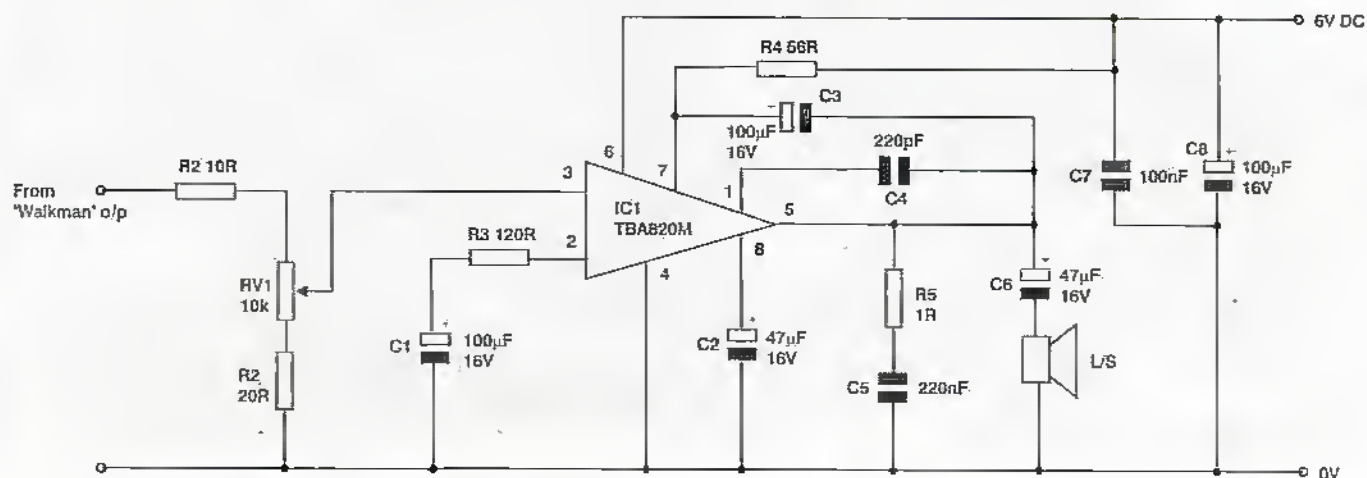 6V DC
R4 56R
C3
+
100µF
16V
220pF
C4
C7
100nF
C8
+
100µF
16V
R2 10R
From
"Walkman" o/p
3
6
7
1
IC1
TBA820M
5
R3 120R
2
4
8
RV1
10k
R5
1R
C6
+
47µF
16V
C1
+
100µF
16V
C2
+
47µF
16V
R2
20R
C5
220nF
L/S
0V